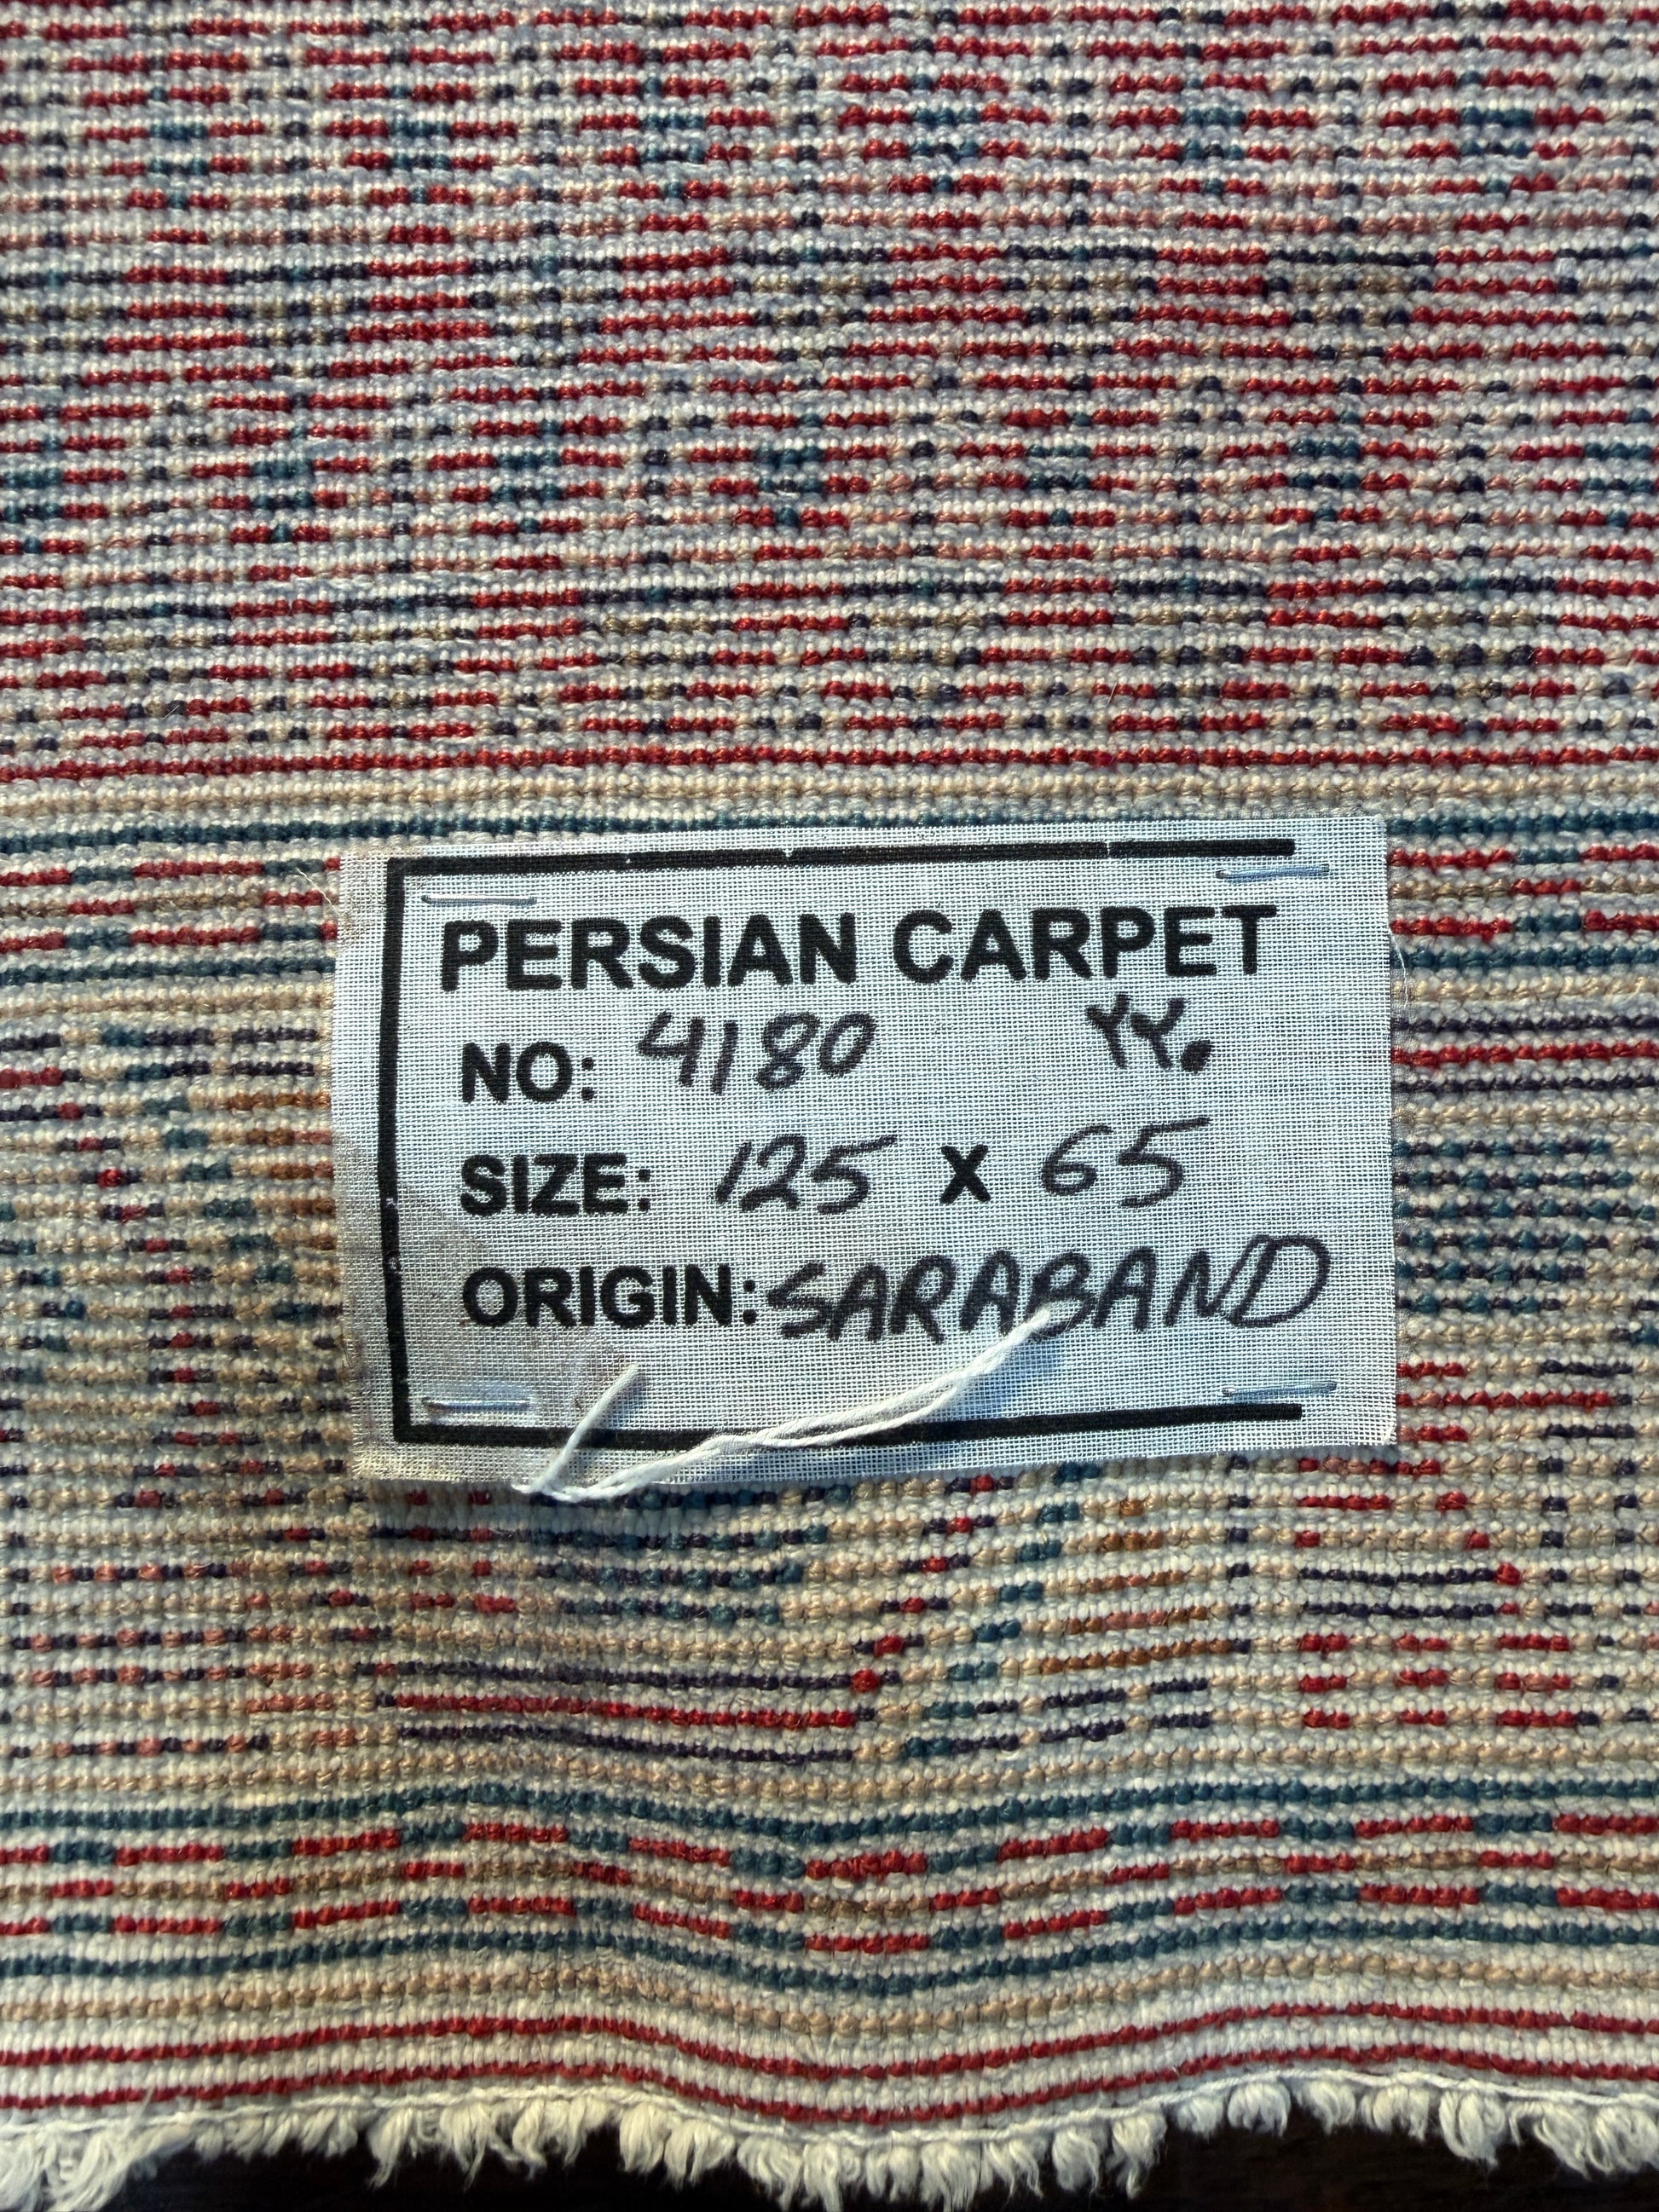 PERSIAN CARPET
NO: 4180 ۲۲۰
SIZE: 125 X 65
ORIGIN: SARABAND